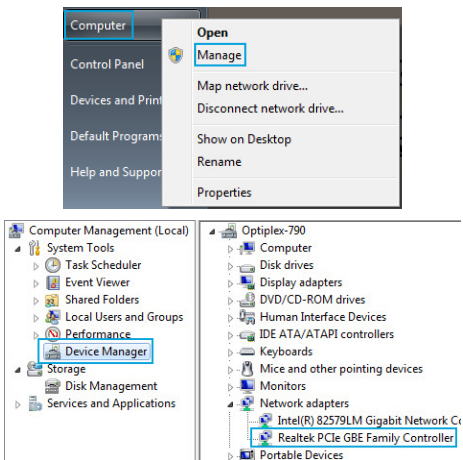 Computer
Open
Manage
Control Panel
Map network drive...
Devices and Print
Disconnect network drive...
Default Programs
Show on Desktop
Rename
Help and Suppor
Properties
Computer Management (Local)
System Tools
Task Scheduler
Event Viewer
Shared Folders
Local Users and Groups
Performance
Device Manager
Storage
Disk Management
Services and Applications
Optiplex-790
Computer
Disk drives
Display adapters
DVD/CD-ROM drives
Human Interface Devices
IDE ATA/ATAPI controllers
Keyboards
Mice and other pointing devices
Monitors
Network adapters
Intel(R) 82579LM Gigabit Network Co
Realtek PCIe GBE Family Controller
Portable Devices